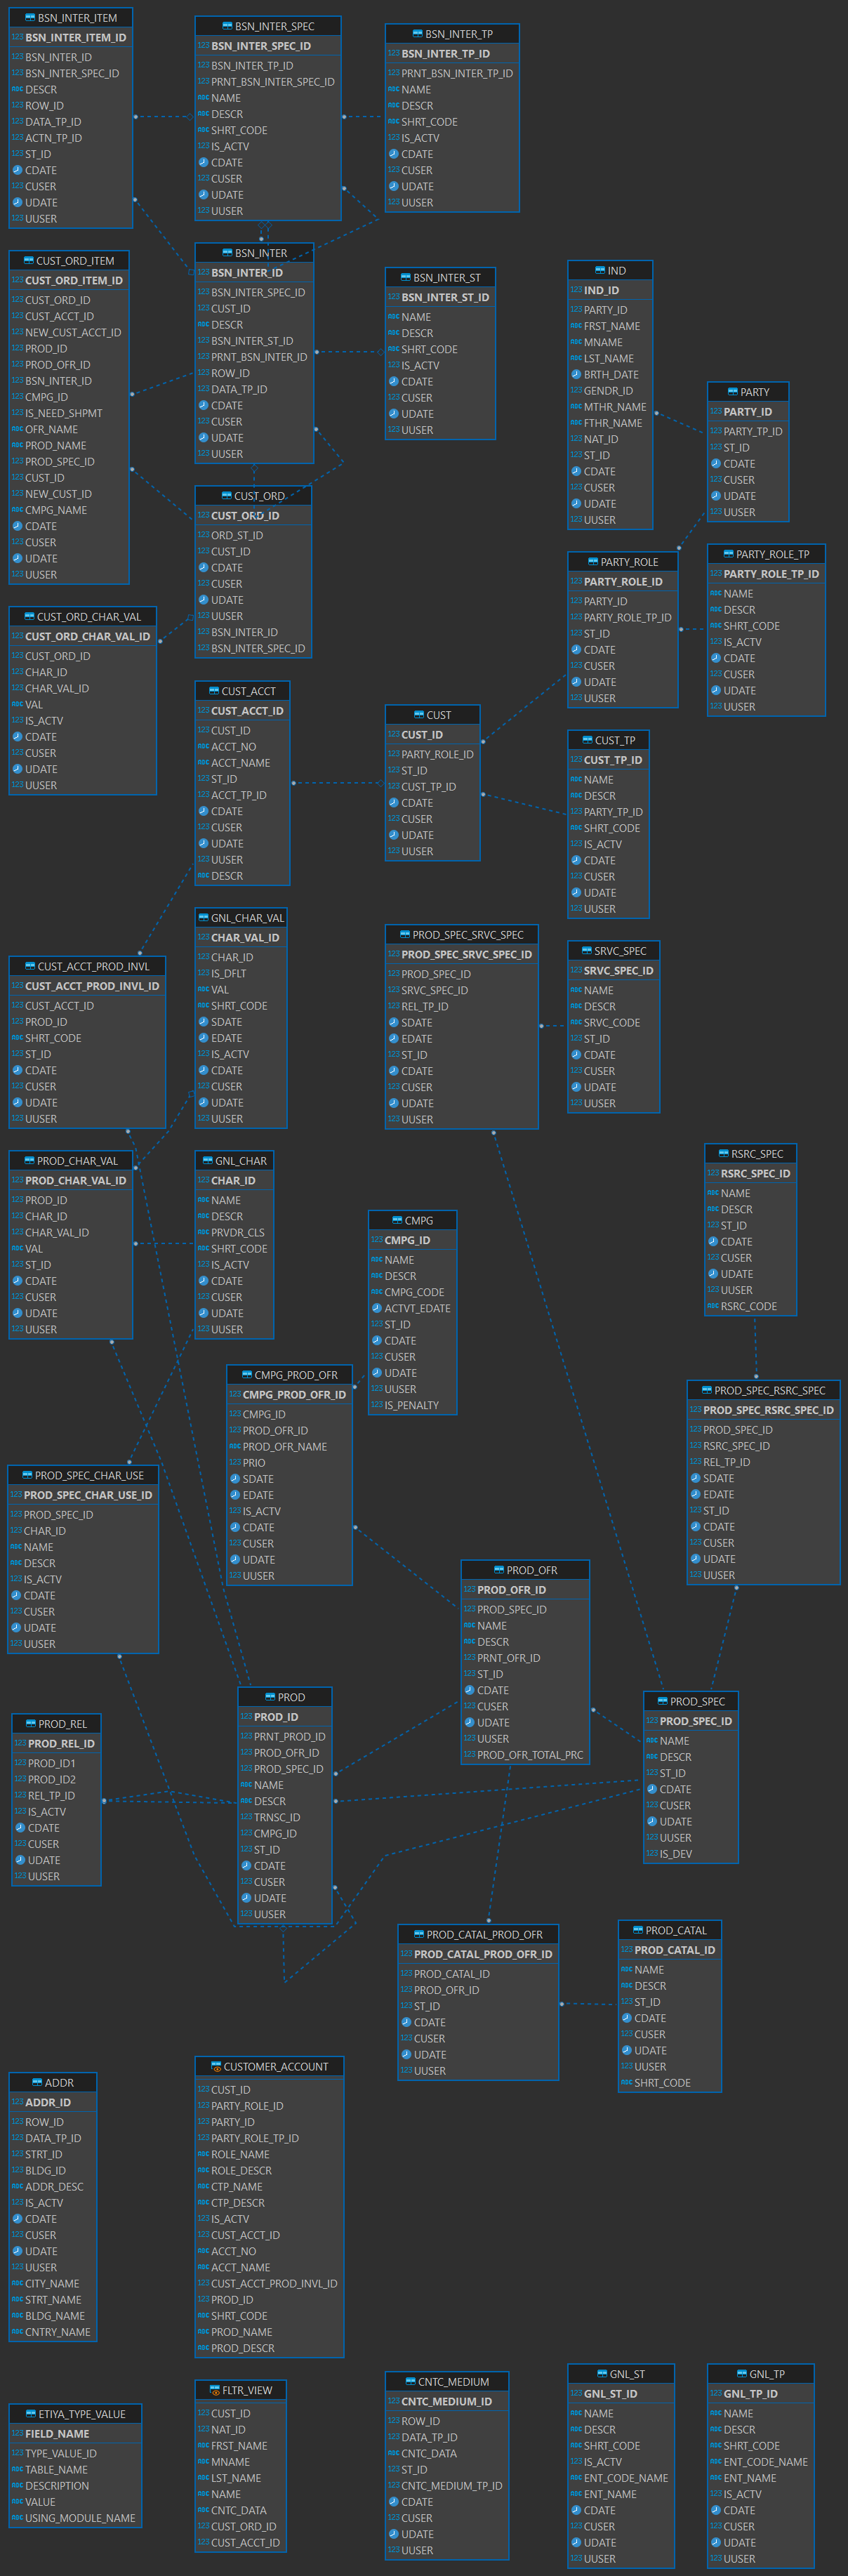 BSN_INTER_ITEM
123 BSN_INTER_ITEM_ID
123 BSN_INTER_ID
123 BSN_INTER_SPEC_ID
ABC DESCR
123 ROW_ID
123 DATA_TP_ID
123 ACTN_TP_ID
123 ST_ID
CDATE
123 CUSER
UDATE
123 UUSER
BSN_INTER_SPEC
123 BSN_INTER_SPEC_ID
123 BSN_INTER_TP_ID
123 PRNT_BSN_INTER_SPEC_ID
ABC NAME
ABC DESCR
ABC SHRT_CODE
123 IS_ACTV
CDATE
123 CUSER
UDATE
123 UUSER
BSN_INTER_TP
123 BSN_INTER_TP_ID
123 PRNT_BSN_INTER_TP_ID
ABC NAME
ABC DESCR
ABC SHRT_CODE
123 IS_ACTV
CDATE
123 CUSER
UDATE
123 UUSER
CUST_ORD_ITEM
123 CUST_ORD_ITEM_ID
123 CUST_ORD_ID
123 CUST_ACCT_ID
123 NEW_CUST_ACCT_ID
123 PROD_ID
123 PROD_OFR_ID
123 BSN_INTER_ID
123 CMPG_ID
123 IS_NEED_SHPMT
ABC OFR_NAME
ABC PROD_NAME
123 PROD_SPEC_ID
123 CUST_ID
123 NEW_CUST_ID
ABC CMPG_NAME
CDATE
123 CUSER
UDATE
123 UUSER
BSN_INTER
123 BSN_INTER_ID
123 BSN_INTER_SPEC_ID
123 CUST_ID
ABC DESCR
123 BSN_INTER_ST_ID
123 PRNT_BSN_INTER_ID
123 ROW_ID
123 DATA_TP_ID
CDATE
123 CUSER
UDATE
123 UUSER
BSN_INTER_ST
123 BSN_INTER_ST_ID
ABC NAME
ABC DESCR
ABC SHRT_CODE
123 IS_ACTV
CDATE
123 CUSER
UDATE
123 UUSER
IND
123 IND_ID
123 PARTY_ID
ABC FRST_NAME
ABC MNAME
ABC LST_NAME
BRTH_DATE
123 GENDR_ID
ABC MTHR_NAME
ABC FTHR_NAME
123 NAT_ID
123 ST_ID
CDATE
123 CUSER
UDATE
123 UUSER
PARTY
123 PARTY_ID
123 PARTY_TP_ID
123 ST_ID
CDATE
123 CUSER
UDATE
123 UUSER
CUST_ORD
123 CUST_ORD_ID
123 ORD_ST_ID
123 CUST_ID
CDATE
123 CUSER
UDATE
123 UUSER
123 BSN_INTER_ID
123 BSN_INTER_SPEC_ID
PARTY_ROLE
123 PARTY_ROLE_ID
123 PARTY_ID
123 PARTY_ROLE_TP_ID
123 ST_ID
CDATE
123 CUSER
UDATE
123 UUSER
PARTY_ROLE_TP
123 PARTY_ROLE_TP_ID
ABC NAME
ABC DESCR
ABC SHRT_CODE
123 IS_ACTV
CDATE
123 CUSER
UDATE
123 UUSER
CUST_ORD_CHAR_VAL
123 CUST_ORD_CHAR_VAL_ID
123 CUST_ORD_ID
123 CHAR_ID
123 CHAR_VAL_ID
ABC VAL
123 IS_ACTV
CDATE
123 CUSER
UDATE
123 UUSER
CUST_ACCT
123 CUST_ACCT_ID
123 CUST_ID
ABC ACCT_NO
ABC ACCT_NAME
123 ST_ID
123 ACCT_TP_ID
CDATE
123 CUSER
UDATE
123 UUSER
ABC DESCR
CUST
123 CUST_ID
123 PARTY_ROLE_ID
123 ST_ID
123 CUST_TP_ID
CDATE
123 CUSER
UDATE
123 UUSER
CUST_TP
123 CUST_TP_ID
ABC NAME
ABC DESCR
123 PARTY_TP_ID
ABC SHRT_CODE
123 IS_ACTV
CDATE
123 CUSER
UDATE
123 UUSER
CUST_ACCT_PROD_INVL
123 CUST_ACCT_PROD_INVL_ID
123 CUST_ACCT_ID
123 PROD_ID
ABC SHRT_CODE
123 ST_ID
CDATE
123 CUSER
UDATE
123 UUSER
GNL_CHAR_VAL
123 CHAR_VAL_ID
123 CHAR_ID
123 IS_DFLT
ABC VAL
ABC SHRT_CODE
SDATE
EDATE
123 IS_ACTV
CDATE
123 CUSER
UDATE
123 UUSER
PROD_SPEC_SRVC_SPEC
123 PROD_SPEC_SRVC_SPEC_ID
123 PROD_SPEC_ID
123 SRVC_SPEC_ID
123 REL_TP_ID
SDATE
EDATE
123 ST_ID
CDATE
123 CUSER
UDATE
123 UUSER
SRVC_SPEC
123 SRVC_SPEC_ID
ABC NAME
ABC DESCR
ABC SRVC_CODE
123 ST_ID
CDATE
123 CUSER
UDATE
123 UUSER
PROD_CHAR_VAL
123 PROD_CHAR_VAL_ID
123 PROD_ID
123 CHAR_ID
123 CHAR_VAL_ID
ABC VAL
123 ST_ID
CDATE
123 CUSER
UDATE
123 UUSER
GNL_CHAR
123 CHAR_ID
ABC NAME
ABC DESCR
ABC PRVDR_CLS
ABC SHRT_CODE
123 IS_ACTV
CDATE
123 CUSER
UDATE
123 UUSER
CMPG
123 CMPG_ID
ABC NAME
ABC DESCR
ABC CMPG_CODE
ACTVT_EDATE
123 ST_ID
CDATE
123 CUSER
UDATE
123 UUSER
123 IS_PENALTY
RSRC_SPEC
123 RSRC_SPEC_ID
ABC NAME
ABC DESCR
123 ST_ID
CDATE
123 CUSER
UDATE
123 UUSER
ABC RSRC_CODE
CMPG_PROD_OFR
123 CMPG_PROD_OFR_ID
123 CMPG_ID
123 PROD_OFR_ID
ABC PROD_OFR_NAME
123 PRIO
SDATE
EDATE
123 IS_ACTV
CDATE
123 CUSER
UDATE
123 UUSER
PROD_SPEC_RSRC_SPEC
123 PROD_SPEC_RSRC_SPEC_ID
123 PROD_SPEC_ID
123 RSRC_SPEC_ID
123 REL_TP_ID
SDATE
EDATE
123 ST_ID
CDATE
123 CUSER
UDATE
123 UUSER
PROD_SPEC_CHAR_USE
123 PROD_SPEC_CHAR_USE_ID
123 PROD_SPEC_ID
123 CHAR_ID
ABC NAME
ABC DESCR
123 IS_ACTV
CDATE
123 CUSER
UDATE
123 UUSER
PROD_OFR
123 PROD_OFR_ID
123 PROD_SPEC_ID
ABC NAME
ABC DESCR
123 PRNT_OFR_ID
123 ST_ID
CDATE
123 CUSER
UDATE
123 UUSER
123 PROD_OFR_TOTAL_PRC
PROD_REL
123 PROD_REL_ID
123 PROD_ID1
123 PROD_ID2
123 REL_TP_ID
123 IS_ACTV
CDATE
123 CUSER
UDATE
123 UUSER
PROD
123 PROD_ID
123 PRNT_PROD_ID
123 PROD_OFR_ID
123 PROD_SPEC_ID
ABC NAME
ABC DESCR
123 TRNSC_ID
123 CMPG_ID
123 ST_ID
CDATE
123 CUSER
UDATE
123 UUSER
PROD_SPEC
123 PROD_SPEC_ID
ABC NAME
ABC DESCR
123 ST_ID
CDATE
123 CUSER
UDATE
123 UUSER
123 IS_DEV
PROD_CATAL_PROD_OFR
123 PROD_CATAL_PROD_OFR_ID
123 PROD_CATAL_ID
123 PROD_OFR_ID
123 ST_ID
CDATE
123 CUSER
UDATE
123 UUSER
PROD_CATAL
123 PROD_CATAL_ID
ABC NAME
ABC DESCR
123 ST_ID
CDATE
123 CUSER
UDATE
123 UUSER
ABC SHRT_CODE
ADDR
123 ADDR_ID
123 ROW_ID
123 DATA_TP_ID
123 STRT_ID
123 BLDG_ID
ABC ADDR_DESC
123 IS_ACTV
CDATE
123 CUSER
UDATE
123 UUSER
ABC CITY_NAME
ABC STRT_NAME
ABC BLDG_NAME
ABC CNTRY_NAME
CUSTOMER_ACCOUNT
123 CUST_ID
123 PARTY_ROLE_ID
123 PARTY_ID
123 PARTY_ROLE_TP_ID
ABC ROLE_NAME
ABC ROLE_DESCR
ABC CTP_NAME
ABC CTP_DESCR
123 IS_ACTV
123 CUST_ACCT_ID
ABC ACCT_NO
ABC ACCT_NAME
123 CUST_ACCT_PROD_INVL_ID
123 PROD_ID
ABC SHRT_CODE
ABC PROD_NAME
ABC PROD_DESCR
ETIYA_TYPE_VALUE
ABC FIELD_NAME
123 TYPE_VALUE_ID
ABC TABLE_NAME
ABC DESCRIPTION
ABC VALUE
ABC USING_MODULE_NAME
FLTR_VIEW
123 CUST_ID
123 NAT_ID
ABC FRST_NAME
ABC MNAME
ABC LST_NAME
ABC NAME
ABC CNTC_DATA
123 CUST_ORD_ID
123 CUST_ACCT_ID
CNTC_MEDIUM
123 CNTC_MEDIUM_ID
123 ROW_ID
123 DATA_TP_ID
ABC CNTC_DATA
123 ST_ID
123 CNTC_MEDIUM_TP_ID
CDATE
123 CUSER
UDATE
123 UUSER
GNL_ST
123 GNL_ST_ID
ABC NAME
ABC DESCR
ABC SHRT_CODE
123 IS_ACTV
ABC ENT_CODE_NAME
ABC ENT_NAME
CDATE
123 CUSER
UDATE
123 UUSER
GNL_TP
123 GNL_TP_ID
ABC NAME
ABC DESCR
ABC SHRT_CODE
ABC ENT_CODE_NAME
ABC ENT_NAME
123 IS_ACTV
CDATE
123 CUSER
UDATE
123 UUSER